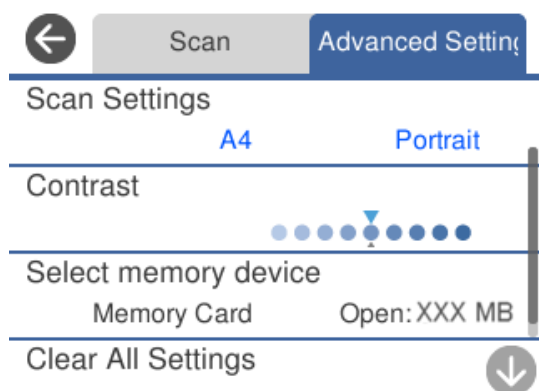 Scan Advanced Setting
Scan Settings
A4 Portrait
Contrast
Select memory device
Memory Card Open: XXX MB
Clear All Settings